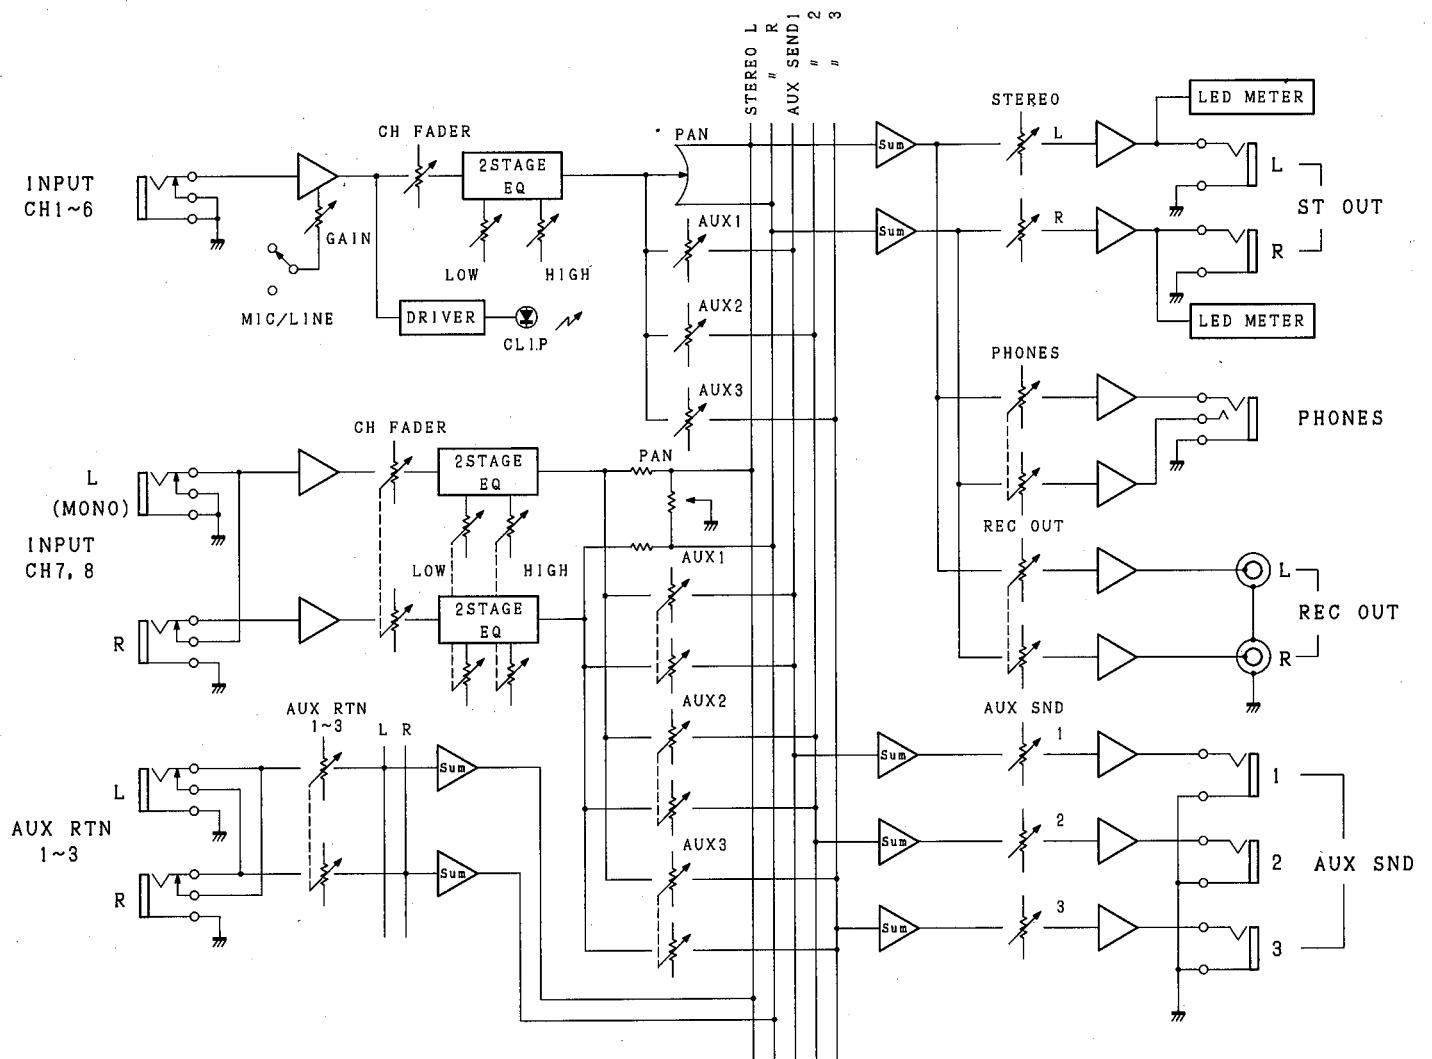 STEREO L
" R
AUX SEND1
" 2
" 3
INPUT
CH1~6
CH FADER
2STAGE
EQ
GAIN
MIC/LINE
LOW
HIGH
DRIVER
CLIP
PAN
AUX1
AUX2
AUX3
L
(MONO)
INPUT
CH7, 8
R
CH FADER
2STAGE
EQ
LOW
HIGH
2STAGE
EQ
PAN
AUX1
AUX2
AUX3
AUX RTN
1~3
L R
L
AUX RTN
1~3
R
Sum
Sum
Sum
Sum
STEREO
L
R
LED METER
L
ST OUT
R
LED METER
PHONES
PHONES
REC OUT
L
REC OUT
R
AUX SND
Sum
1
1
Sum
2
2
AUX SND
Sum
3
3